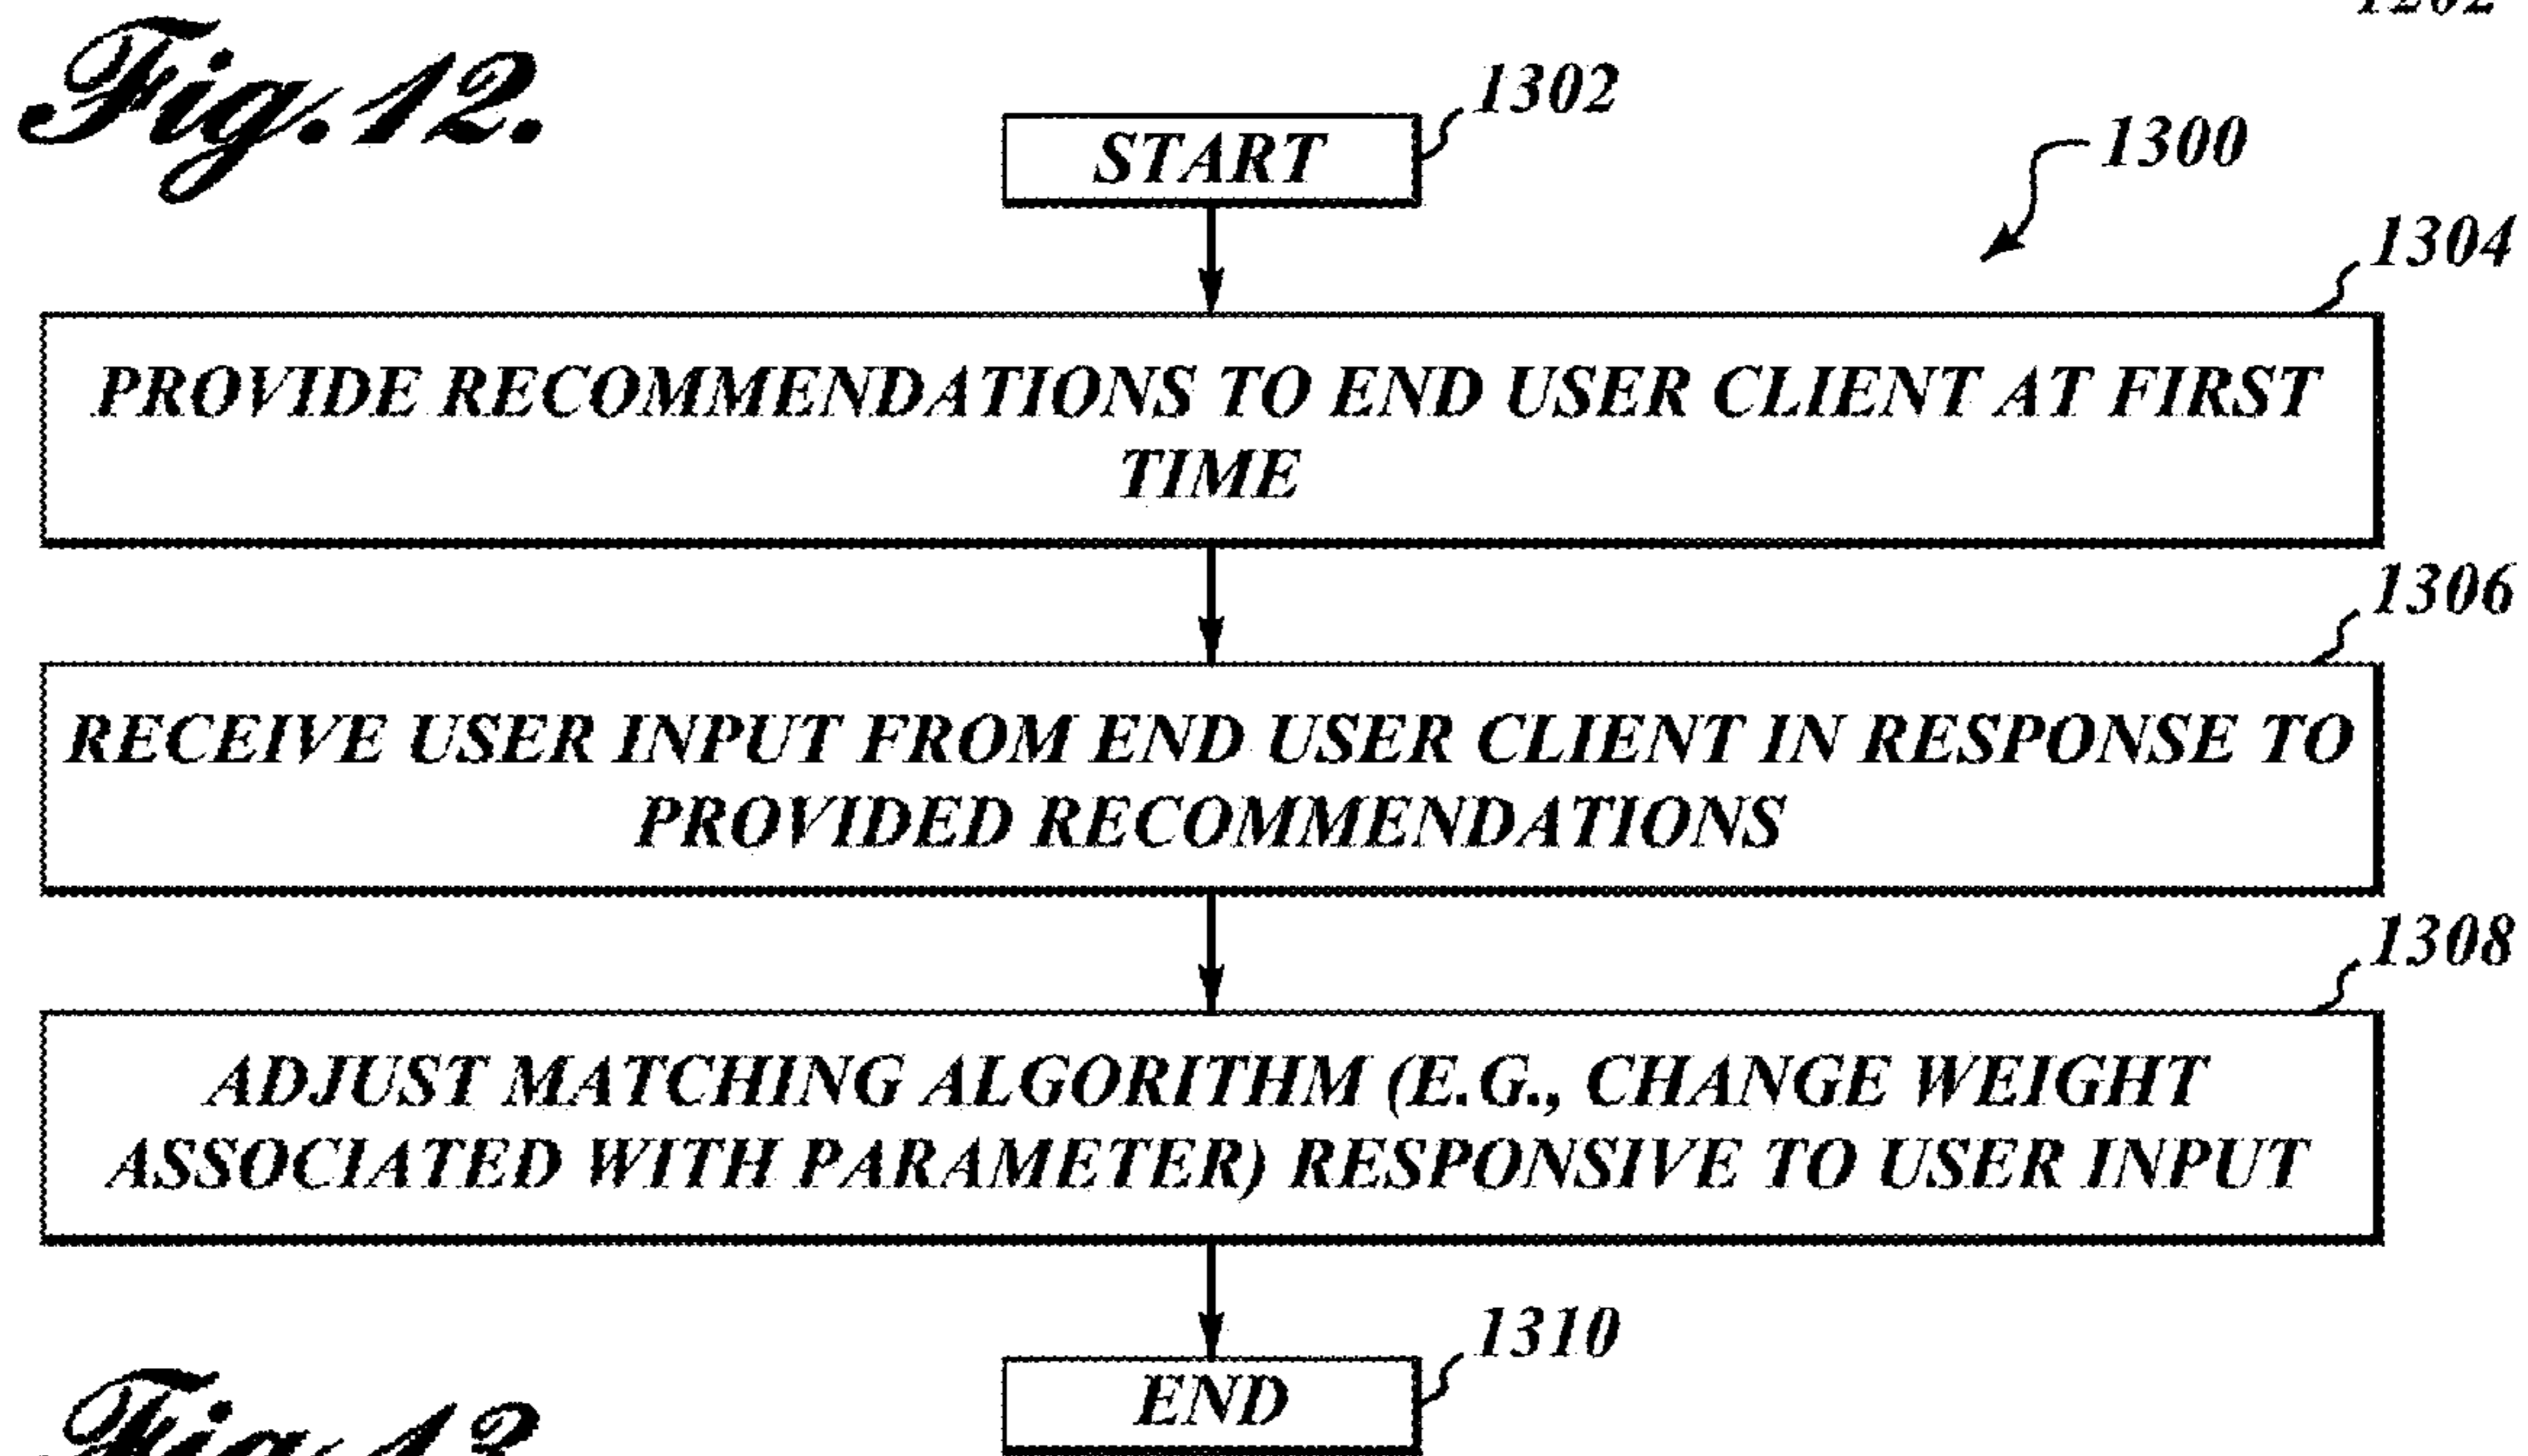 Fig.12.
1302
START
1300
1304
PROVIDE RECOMMENDATIONS TO END USER CLIENT AT FIRST
TIME
1306
RECEIVE USER INPUT FROM END USER CLIENT IN RESPONSE TO
PROVIDED RECOMMENDATIONS
1308
ADJUST MATCHING ALGORITHM (E.G., CHANGE WEIGHT
ASSOCIATED WITH PARAMETER) RESPONSIVE TO USER INPUT
1310
END
Fig.13.